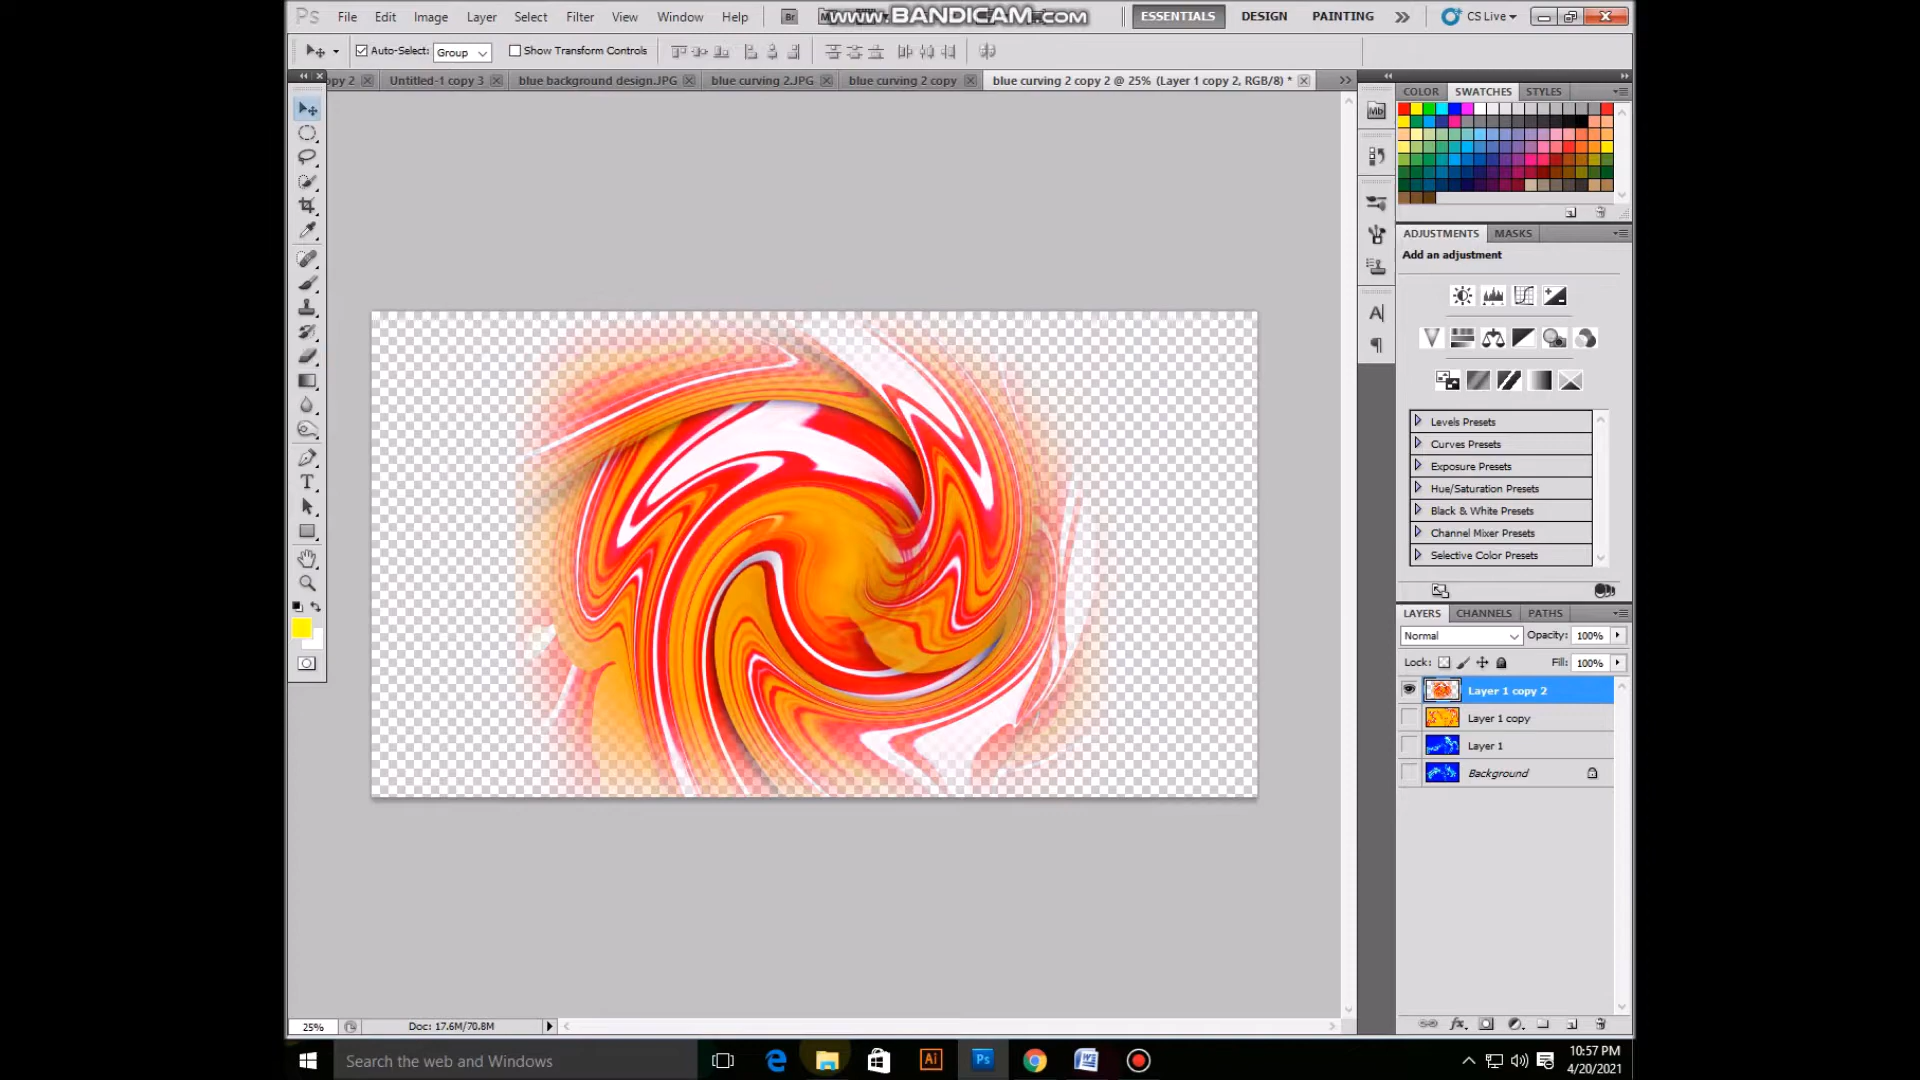 Ps File Edit Image Layer Select Filter View Window Help Br www.BANDICAM.com ESSENTIALS DESIGN PAINTING CS Live
Auto-Select: Group Show Transform Controls
opy 2 Untitled-1 copy 3 blue background design.JPG blue curving 2.JPG blue curving 2 copy blue curving 2 copy 2 @ 25% (Layer 1 copy 2, RGB/8) *
COLOR SWATCHES STYLES
Mb
ADJUSTMENTS MASKS
Add an adjustment
Levels Presets
Curves Presets
Exposure Presets
Hue/Saturation Presets
Black & White Presets
Channel Mixer Presets
Selective Color Presets
LAYERS CHANNELS PATHS
Normal Opacity: 100%
Lock: Fill: 100%
Layer 1 copy 2
Layer 1 copy
Layer 1
Background
25% Doc: 17.6M/70.8M
Search the web and Windows
Ai Ps
10:57 PM
4/20/2021